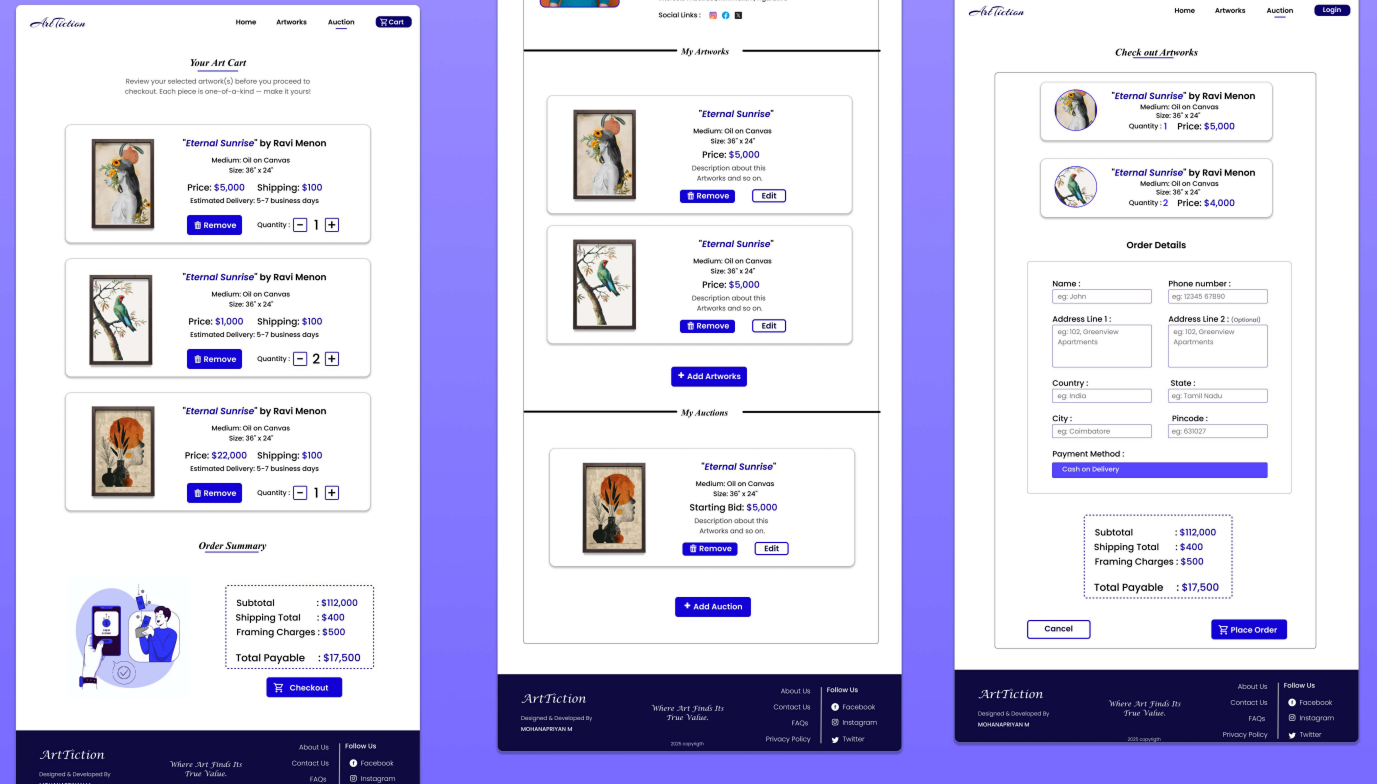 ArtTiction
Home Artworks Auction Cart
Your Art Cart
Review your selected artwork(s) before you proceed to
checkout. Each piece is one-of-a-kind — make it yours!
"Eternal Sunrise" by Ravi Menon
Medium: Oil on Canvas
Size: 36" x 24"
Price: $5,000 Shipping: $100
Estimated Delivery: 5-7 business days
Remove Quantity : − 1 +
"Eternal Sunrise" by Ravi Menon
Medium: Oil on Canvas
Size: 36" x 24"
Price: $1,000 Shipping: $100
Estimated Delivery: 5-7 business days
Remove Quantity : − 2 +
"Eternal Sunrise" by Ravi Menon
Medium: Oil on Canvas
Size: 36" x 24"
Price: $22,000 Shipping: $100
Estimated Delivery: 5-7 business days
Remove Quantity : − 1 +
Order Summary
Subtotal : $112,000
Shipping Total : $400
Framing Charges : $500
Total Payable : $17,500
Checkout
ArtTiction
Designed & Developed By
Where Art Finds Its
True Value.
About Us
Contact Us
FAQs
Follow Us
Facebook
Instagram
Social Links :
My Artworks
"Eternal Sunrise"
Medium: Oil on Canvas
Size: 36" x 24"
Price: $5,000
Description about this
Artworks and so on.
Remove Edit
"Eternal Sunrise"
Medium: Oil on Canvas
Size: 36" x 24"
Price: $5,000
Description about this
Artworks and so on.
Remove Edit
+ Add Artworks
My Auctions
"Eternal Sunrise"
Medium: Oil on Canvas
Size: 36" x 24"
Starting Bid: $5,000
Description about this
Artworks and so on.
Remove Edit
+ Add Auction
ArtTiction
Designed & Developed By
MOHANAPRIYAN M
Where Art Finds Its
True Value.
2025 copyrigth
About Us
Contact Us
FAQs
Privacy Policy
Follow Us
Facebook
Instagram
Twitter
ArtTiction
Home Artworks Auction Login
Check out Artworks
"Eternal Sunrise" by Ravi Menon
Medium: Oil on Canvas
Size: 36" x 24"
Quantity : 1 Price: $5,000
"Eternal Sunrise" by Ravi Menon
Medium: Oil on Canvas
Size: 36" x 24"
Quantity : 2 Price: $4,000
Order Details
Name : Phone number :
eg: John eg: 12345 67890
Address Line 1 : Address Line 2 : (Optional)
eg: 102, Greenview eg: 102, Greenview
Apartments Apartments
Country : State :
eg: India eg: Tamil Nadu
City : Pincode :
eg: Coimbatore eg: 631027
Payment Method :
Cash on Delivery
Subtotal : $112,000
Shipping Total : $400
Framing Charges : $500
Total Payable : $17,500
Cancel Place Order
ArtTiction
Designed & Developed By
MOHANAPRIYAN M
Where Art Finds Its
True Value.
2025 copyrigth
About Us
Contact Us
FAQs
Privacy Policy
Follow Us
Facebook
Instagram
Twitter